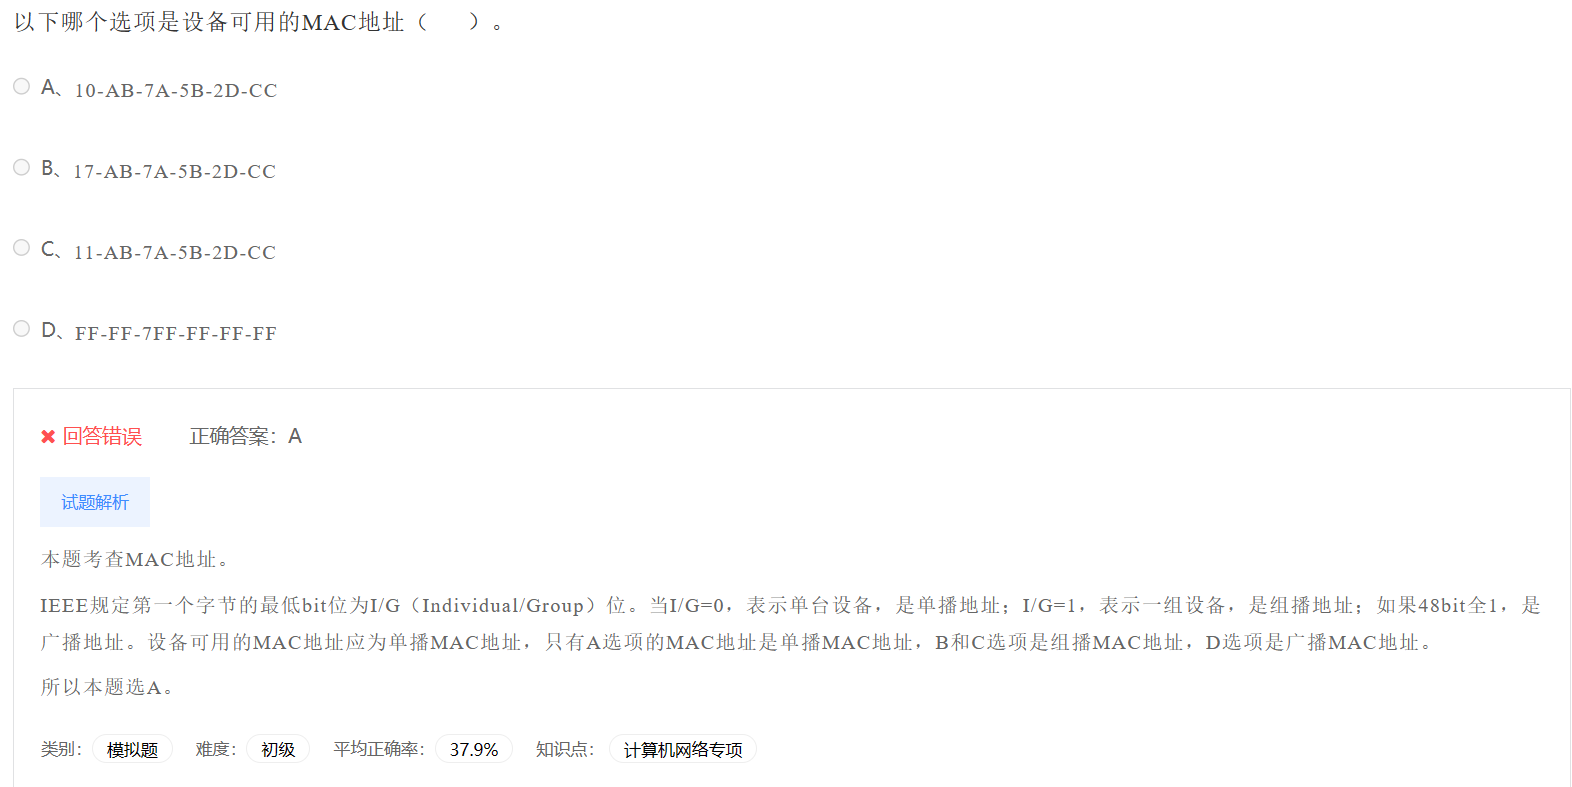 以下哪个选项是设备可用的MAC地址（　　）。
A、10-AB-7A-5B-2D-CC
B、17-AB-7A-5B-2D-CC
C、11-AB-7A-5B-2D-CC
D、FF-FF-7FF-FF-FF-FF
✖ 回答错误　正确答案：A
试题解析
本题考查MAC地址。
IEEE规定第一个字节的最低bit位为I/G（Individual/Group）位。当I/G=0，表示单台设备，是单播地址；I/G=1，表示一组设备，是组播地址；如果48bit全1，是
广播地址。设备可用的MAC地址应为单播MAC地址，只有A选项的MAC地址是单播MAC地址，B和C选项是组播MAC地址，D选项是广播MAC地址。
所以本题选A。
类别：模拟题　难度：初级　平均正确率：37.9%　知识点：计算机网络专项